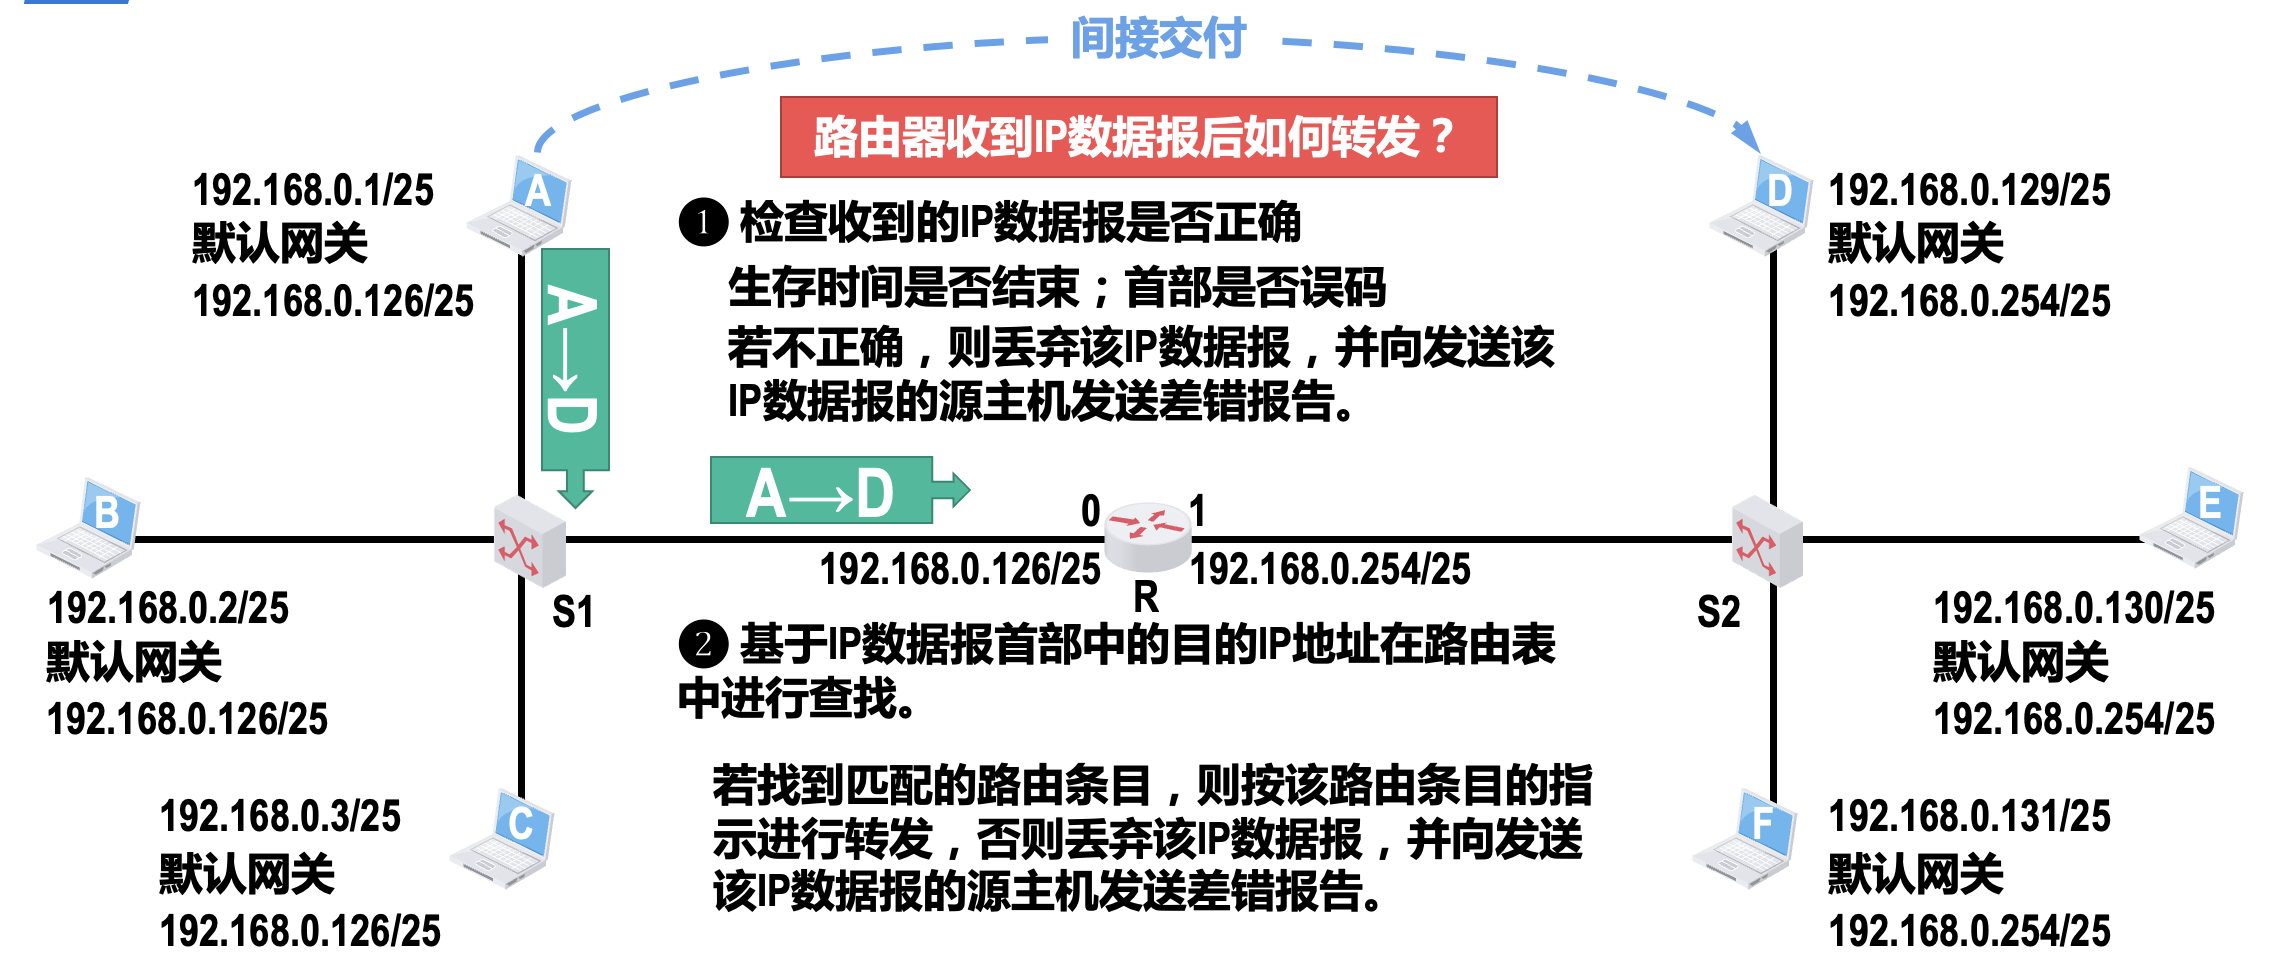 间接交付
路由器收到IP数据报后如何转发？
A
192.168.0.1/25
默认网关
192.168.0.126/25
❶ 检查收到的IP数据报是否正确
生存时间是否结束；首部是否误码
若不正确，则丢弃该IP数据报，并向发送该
IP数据报的源主机发送差错报告。
D
192.168.0.129/25
默认网关
192.168.0.254/25
A→D
A→D
B
192.168.0.2/25
默认网关
192.168.0.126/25
S1
0
1
192.168.0.126/25
192.168.0.254/25
R
S2
E
192.168.0.130/25
默认网关
192.168.0.254/25
❷ 基于IP数据报首部中的目的IP地址在路由表
中进行查找。
若找到匹配的路由条目，则按该路由条目的指
示进行转发，否则丢弃该IP数据报，并向发送
该IP数据报的源主机发送差错报告。
C
192.168.0.3/25
默认网关
192.168.0.126/25
F
192.168.0.131/25
默认网关
192.168.0.254/25